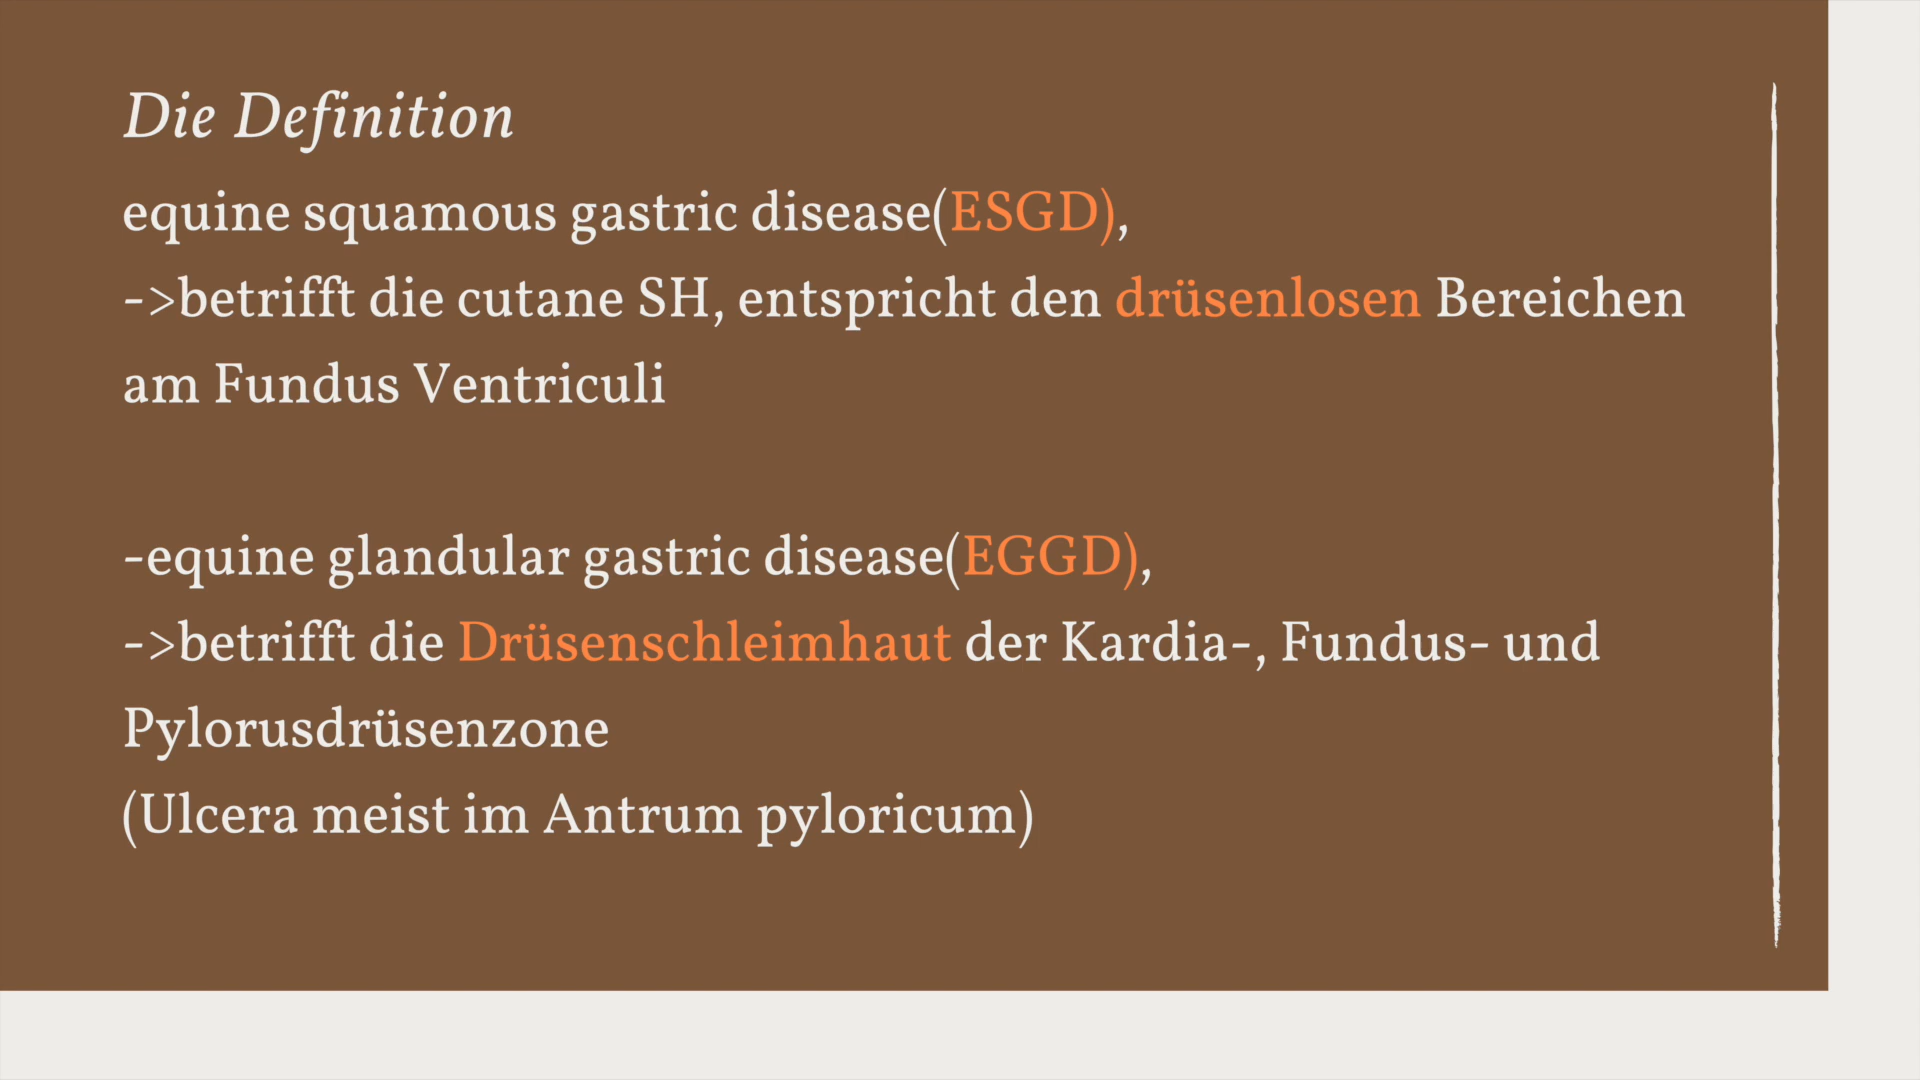 Die Definition
equine squamous gastric disease(ESGD),
->betrifft die cutane SH, entspricht den drüsenlosen Bereichen
am Fundus Ventriculi
-equine glandular gastric disease(EGGD),
->betrifft die Drüsenschleimhaut der Kardia-, Fundus- und
Pylorusdrüsenzone
(Ulcera meist im Antrum pyloricum)